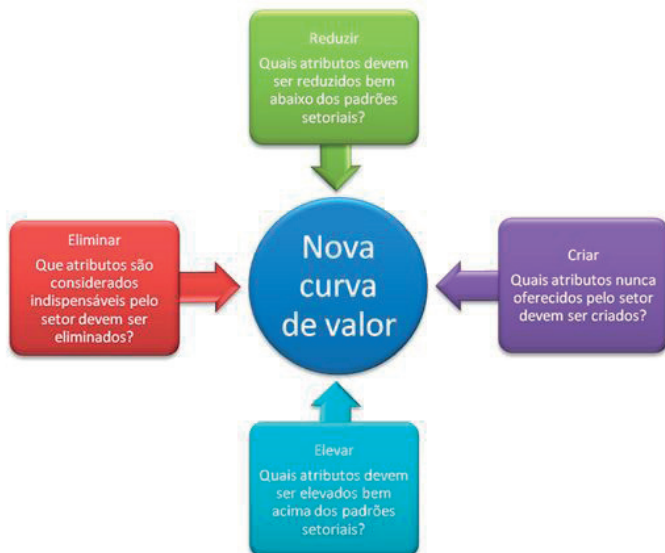 Reduzir
Quais atributos devem
ser reduzidos bem
abaixo dos padrões
setoriais?
Eliminar
Que atributos são
considerados
indispensáveis pelo
setor devem ser
eliminados?
Nova
curva
de valor
Criar
Quais atributos nunca
oferecidos pelo setor
devem ser criados?
Elevar
Quais atributos devem
ser elevados bem
acima dos padrões
setoriais?